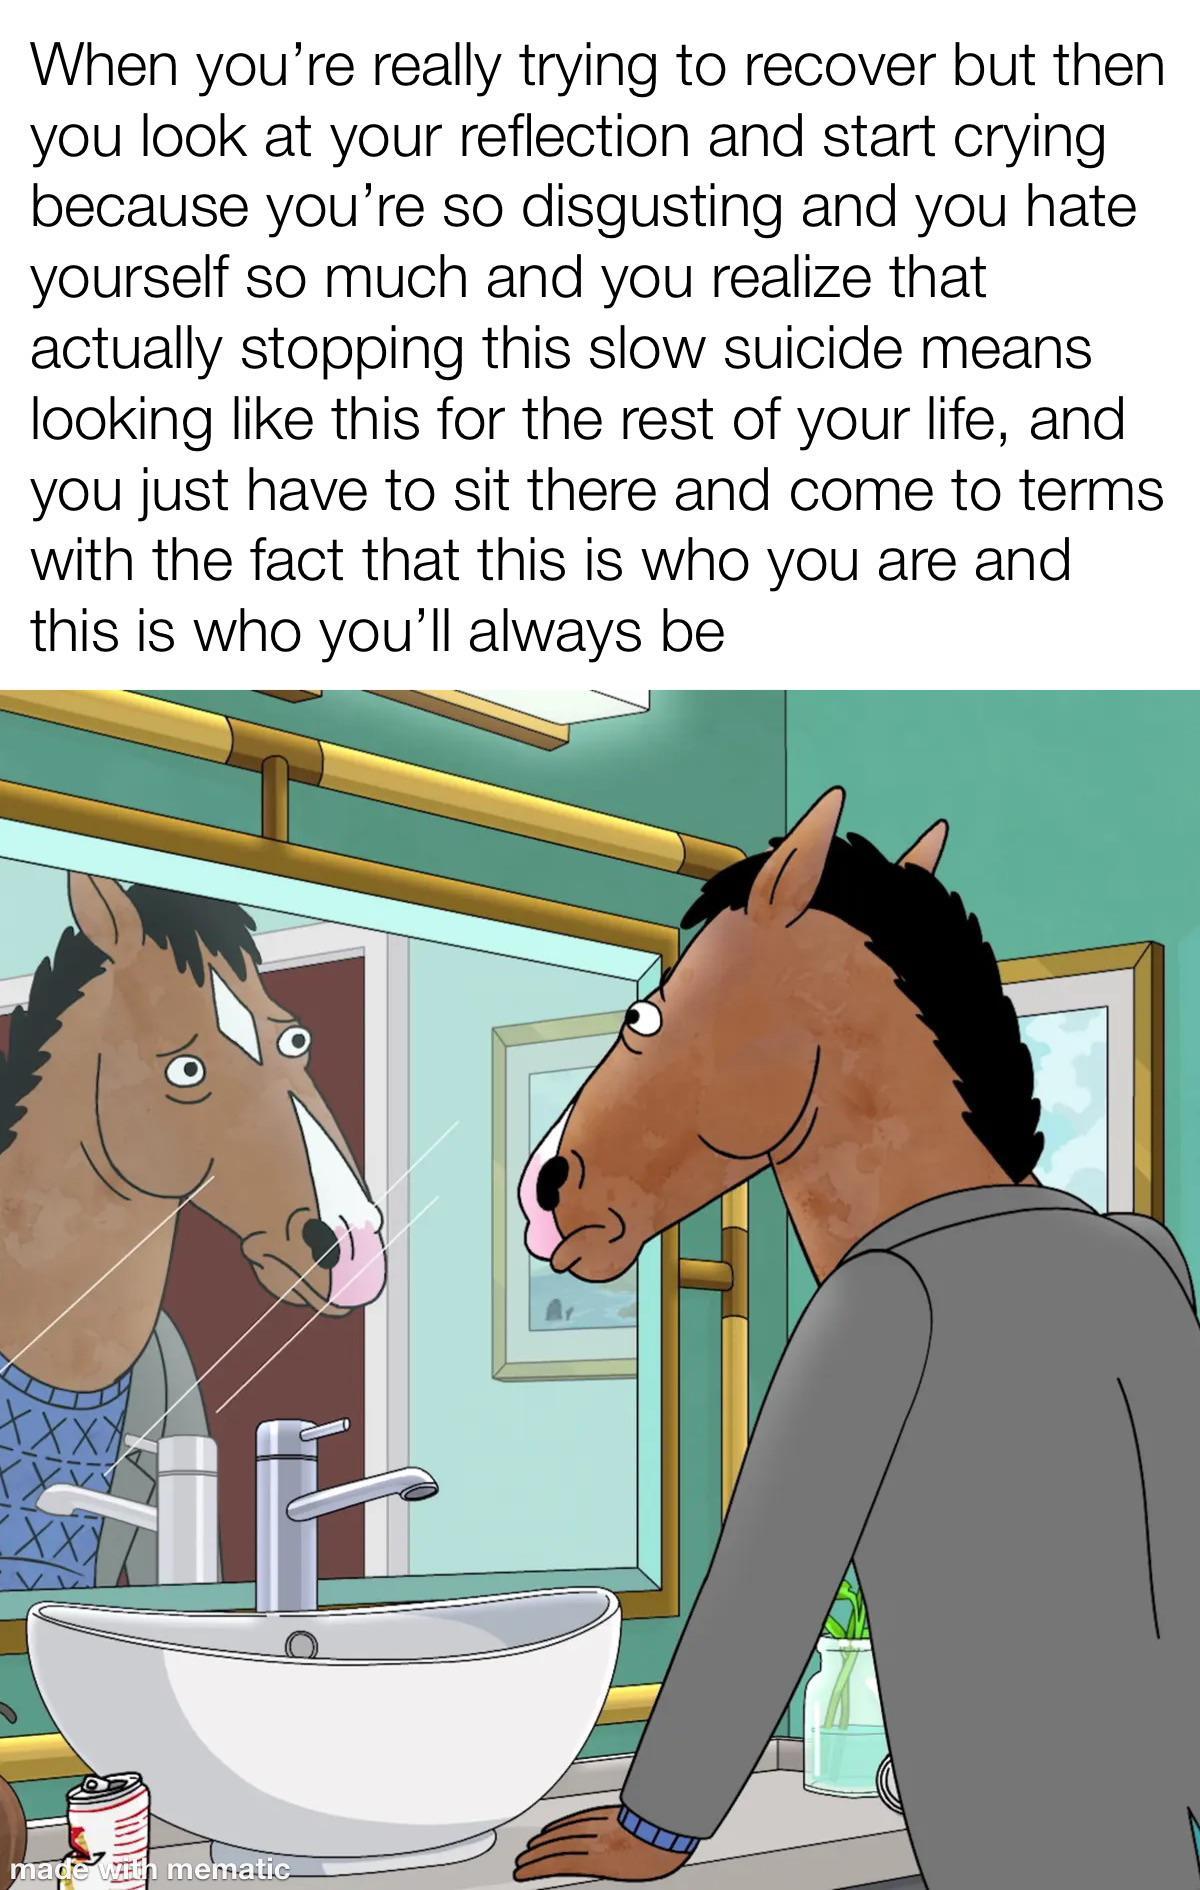 When you’re really trying to recover but then
you look at your reflection and start crying
because you’re so disgusting and you hate
yourself so much and you realize that
actually stopping this slow suicide means
looking like this for the rest of your life, and
you just have to sit there and come to terms
with the fact that this is who you are and
this is who you’ll always be
made with mematic